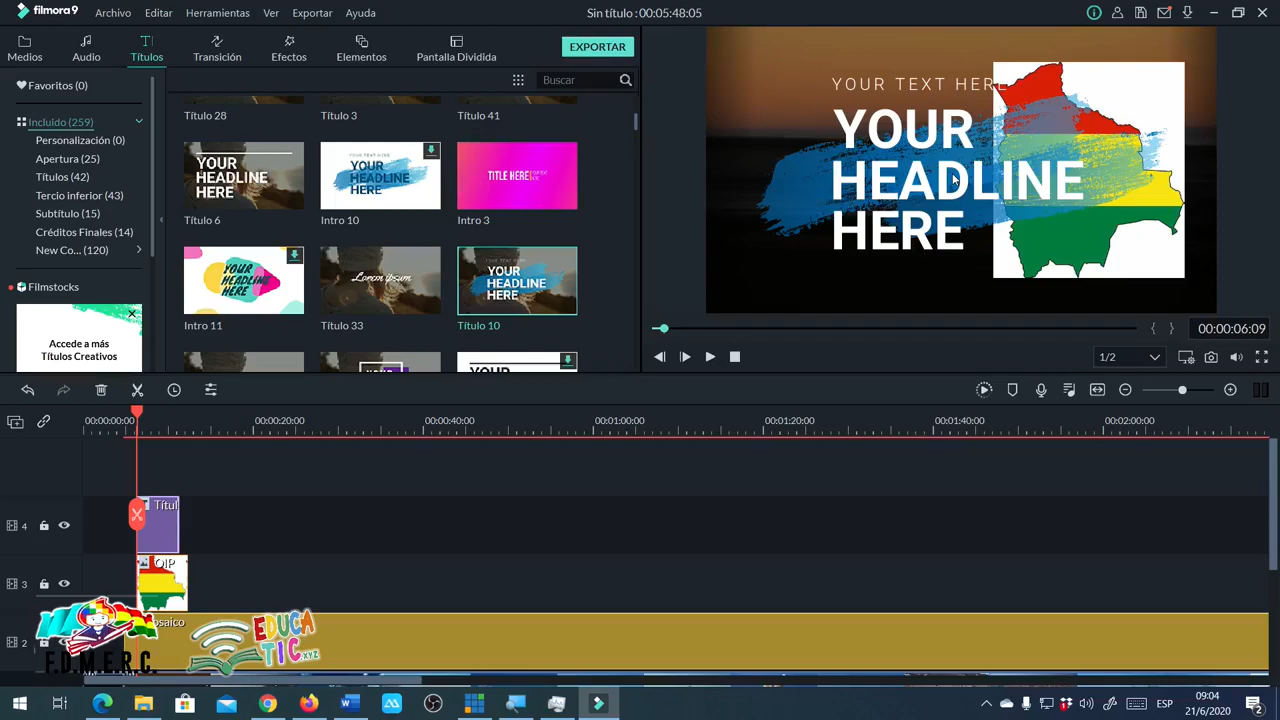 filmora 9
Archivo Editar Herramientas Ver Exportar Ayuda
Sin título : 00:05:48:05
Medios Audio Títulos Transición Efectos Elementos Pantalla Dividida
EXPORTAR
Buscar
Favoritos (0)
Incluido (259)
Personalización (0)
Apertura (25)
Títulos (42)
Tercio inferior (43)
Subtítulo (15)
Créditos Finales (14)
New Co... (120)
Filmstocks
Accede a más
Títulos Creativos
Título 28 Título 3 Título 41
YOUR
HEADLINE
HERE
YOUR TEXT HERE
YOUR
HEADLINE
HERE
TITLE HERE
Título 6 Intro 10 Intro 3
YOUR
HEADLINE
HERE
Lorem ipsum
YOUR
HEADLINE
HERE
Intro 11 Título 33 Título 10
YOUR TEXT HERE
YOUR
HEADLINE
HERE
00:00:06:09
1/2
00:00:00:00 00:00:20:00 00:00:40:00 00:01:00:00 00:01:20:00 00:01:40:00 00:02:00:00
4
Títul
3
OIP
2
osaico
F.D.M.E.R.C.
EDUCA
TIC.xyz
ESP
09:04
21/6/2020
2